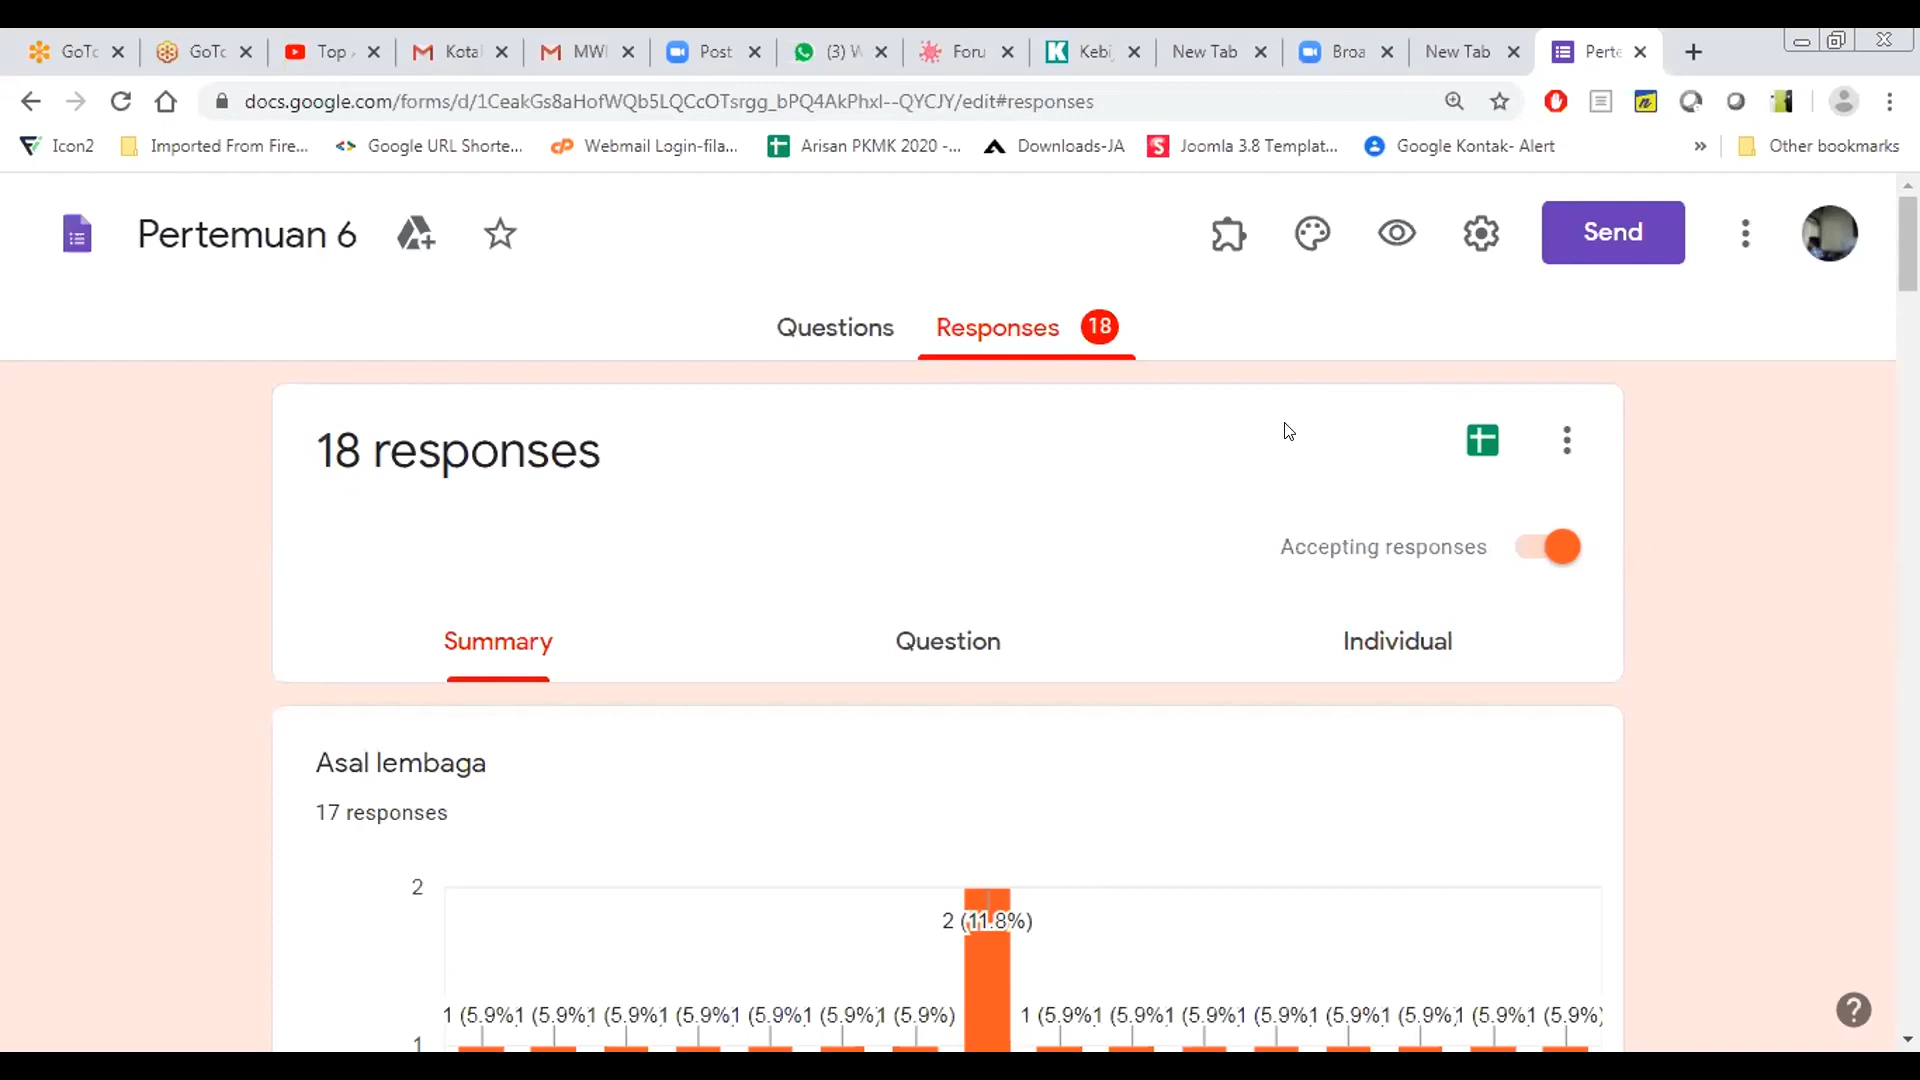 GoTo
GoTo
Top
Kota
MWI
Post
(3) W
Foru
Kebij
New Tab
Broa
New Tab
Perte
docs.google.com/forms/d/1CeakGs8aHofWQb5LQCcOTsrgg_bPQ4AkPhxI--QYCJY/edit#responses
Icon2
Imported From Fire...
Google URL Shorte...
Webmail Login-fila...
Arisan PKMK 2020 -...
Downloads-JA
Joomla 3.8 Templat...
Google Kontak- Alert
Other bookmarks
Pertemuan 6
Send
Questions
Responses 18
18 responses
Accepting responses
Summary
Question
Individual
Asal lembaga
17 responses
2
2 (11.8%)
1 (5.9%) 1 (5.9%) 1 (5.9%) 1 (5.9%) 1 (5.9%) 1 (5.9%) 1 (5.9%) 1 (5.9%) 1 (5.9%) 1 (5.9%) 1 (5.9%) 1 (5.9%) 1 (5.9%) 1 (5.9%) 1 (5.9%)
1